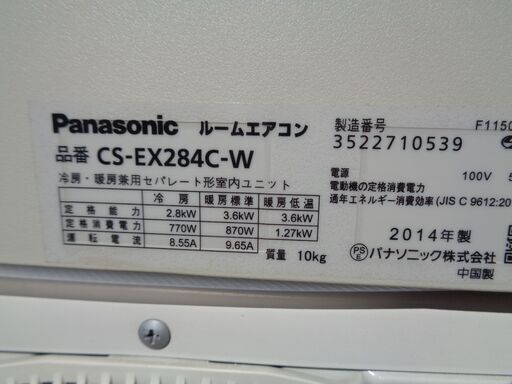 Panasonic ルームエアコン
品番 CS-EX284C-W
冷房・暖房兼用セパレート形室内ユニット
冷房 暖房標準 暖房低温
定格能力 2.8kW 3.6kW 3.6kW
定格消費電力 770W 870W 1.27kW
運転電流 8.55A 9.65A
質量 10kg
製造番号 F1150
3522710539
電源 100V 5
電動機の定格消費電力
通年エネルギー消費効率(JIS C 9612:20
2014年製
PS E パナソニック株式会社
中国製